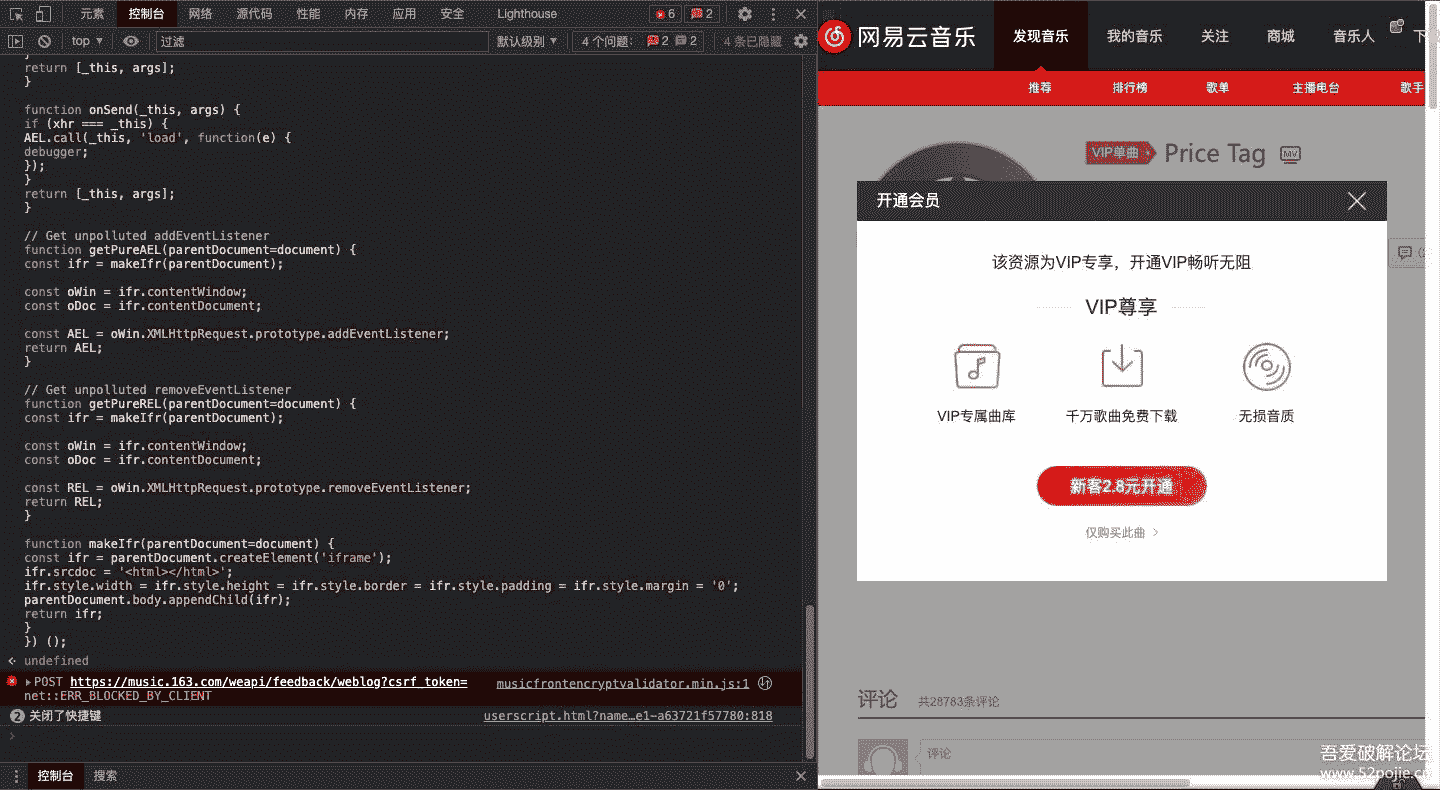 元素 控制台 网络 源代码 性能 内存 应用 安全 Lighthouse 6 2
top 过滤 默认级别 4 个问题： 2 2 4 条已隐藏
return [_this, args];
}
function onSend(_this, args) {
if (xhr === _this) {
AEL.call(_this, 'load', function(e) {
debugger;
});
}
return [_this, args];
}
// Get unpolluted addEventListener
function getPureAEL(parentDocument=document) {
const ifr = makeIfr(parentDocument);
const oWin = ifr.contentWindow;
const oDoc = ifr.contentDocument;
const AEL = oWin.XMLHttpRequest.prototype.addEventListener;
return AEL;
}
// Get unpolluted removeEventListener
function getPureREL(parentDocument=document) {
const ifr = makeIfr(parentDocument);
const oWin = ifr.contentWindow;
const oDoc = ifr.contentDocument;
const REL = oWin.XMLHttpRequest.prototype.removeEventListener;
return REL;
}
function makeIfr(parentDocument=document) {
const ifr = parentDocument.createElement('iframe');
ifr.srcdoc = '<html></html>';
ifr.style.width = ifr.style.height = ifr.style.border = ifr.style.padding = ifr.style.margin = '0';
parentDocument.body.appendChild(ifr);
return ifr;
}
}) ();
undefined
POST https://music.163.com/weapi/feedback/weblog?csrf_token= musicfrontencryptvalidator.min.js:1
net::ERR_BLOCKED_BY_CLIENT
2 关闭了快捷键 userscript.html?name…e1-a63721f57780:818
控制台 搜索
网易云音乐 发现音乐 我的音乐 关注 商城 音乐人 下
推荐 排行榜 歌单 主播电台 歌手
VIP单曲 Price Tag MV
开通会员
该资源为VIP专享，开通VIP畅听无阻
VIP尊享
VIP专属曲库 千万歌曲免费下载 无损音质
新客2.8元开通
仅购买此曲
评论 共28783条评论
评论
吾爱破解论坛
www.52pojie.cn